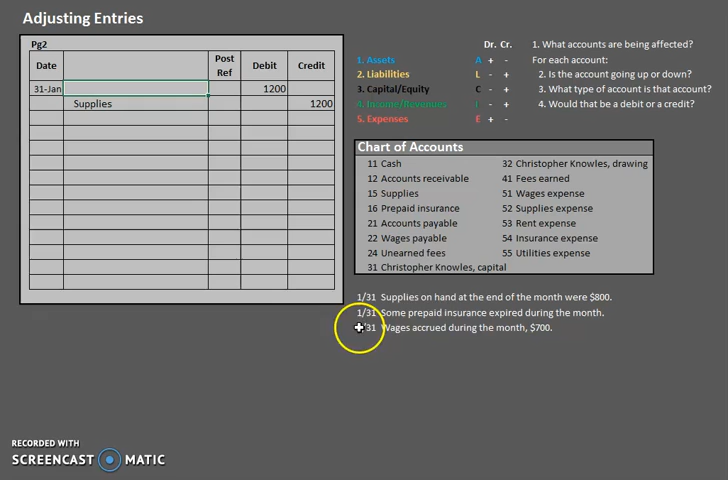 Adjusting Entries
Pg2
Date Post Ref Debit Credit
31-Jan 1200
Supplies 1200
Dr. Cr.
1. Assets A + -
2. Liabilities L - +
3. Capital/Equity C - +
4. Income/Revenues I - +
5. Expenses E + -
1. What accounts are being affected?
For each account:
2. Is the account going up or down?
3. What type of account is that account?
4. Would that be a debit or a credit?
Chart of Accounts
11 Cash 32 Christopher Knowles, drawing
12 Accounts receivable 41 Fees earned
15 Supplies 51 Wages expense
16 Prepaid insurance 52 Supplies expense
21 Accounts payable 53 Rent expense
22 Wages payable 54 Insurance expense
24 Unearned fees 55 Utilities expense
31 Christopher Knowles, capital
1/31 Supplies on hand at the end of the month were $800.
1/31 Some prepaid insurance expired during the month.
/31 Wages accrued during the month, $700.
RECORDED WITH
SCREENCAST MATIC